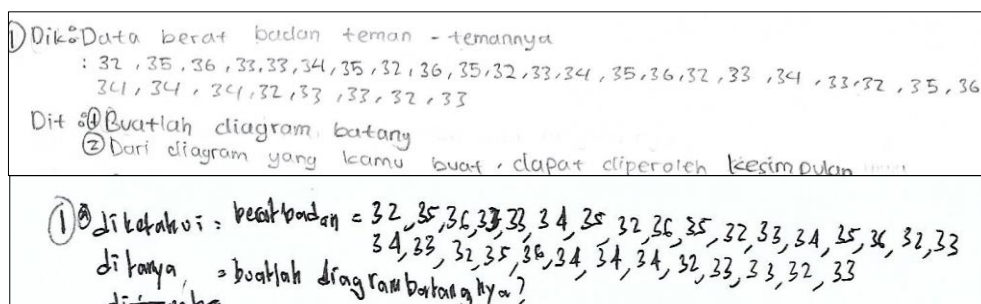 ① Dik : Data berat badan teman - temannya
: 32 , 35 , 36 , 33, 33, 34, 35 , 32, 36, 35, 32, 33, 34, 35, 36, 32, 33 , 34 , 33, 32 , 35, 36
34 , 34 , 34, 32, 33 , 33, 32 , 33
Dit : ① Buatlah diagram batang
② Dari diagram yang kamu buat , dapat diperoleh kesimpulan ......
① ⓐ diketahui : berat badan = 32, 35, 36, 33, 33, 34, 35, 32, 36, 35, 32, 33, 34, 35, 36, 32, 33
34, 33, 32, 35, 36, 34, 34, 34, 32, 33, 33, 32, 33
ditanya, = buatlah diagram batang nya?